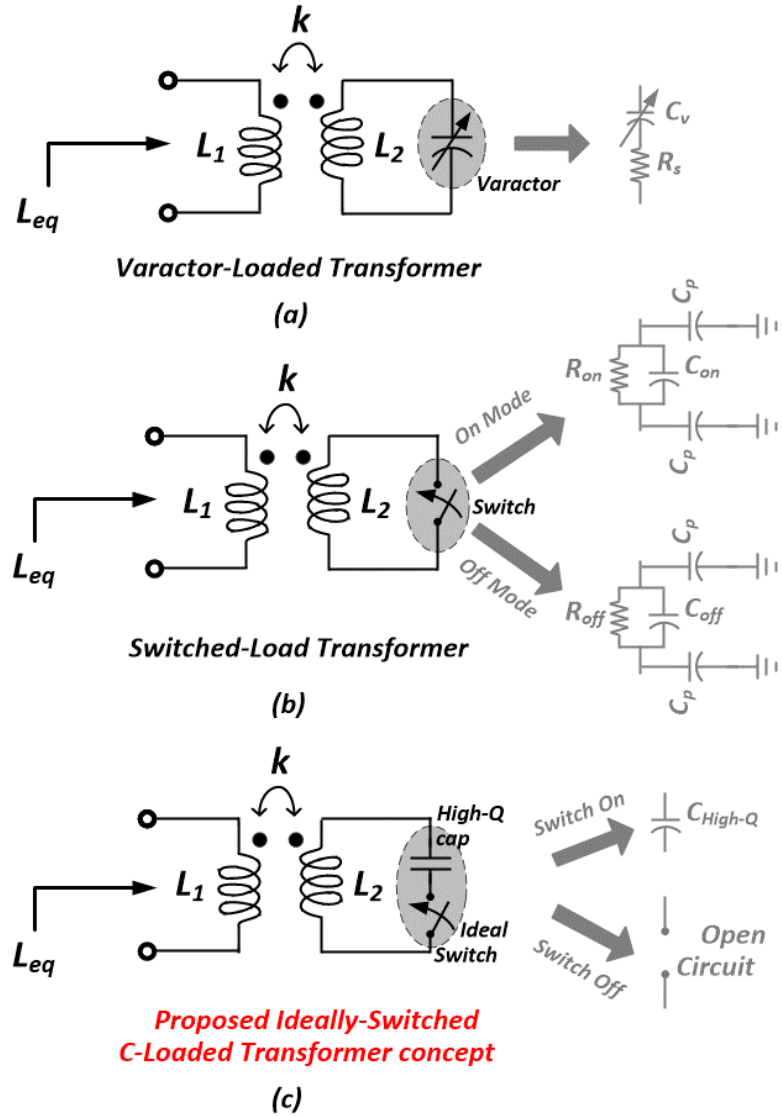 k
L1
L2
Leq
Varactor
Cv
Rs
Varactor-Loaded Transformer
(a)
k
L1
L2
Leq
Switch
On Mode
Off Mode
Cp
Ron
Con
Cp
Cp
Roff
Coff
Cp
Switched-Load Transformer
(b)
k
L1
L2
Leq
High-Q
cap
Ideal
Switch
Switch On
Switch Off
CHigh-Q
Open
Circuit
Proposed Ideally-Switched
C-Loaded Transformer concept
(c)